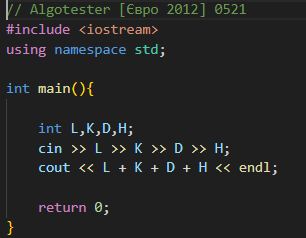 // Algotester [Євро 2012] 0521
#include <iostream>
using namespace std;
int main(){
int L,K,D,H;
cin >> L >> K >> D >> H;
cout << L + K + D + H << endl;
return 0;
}